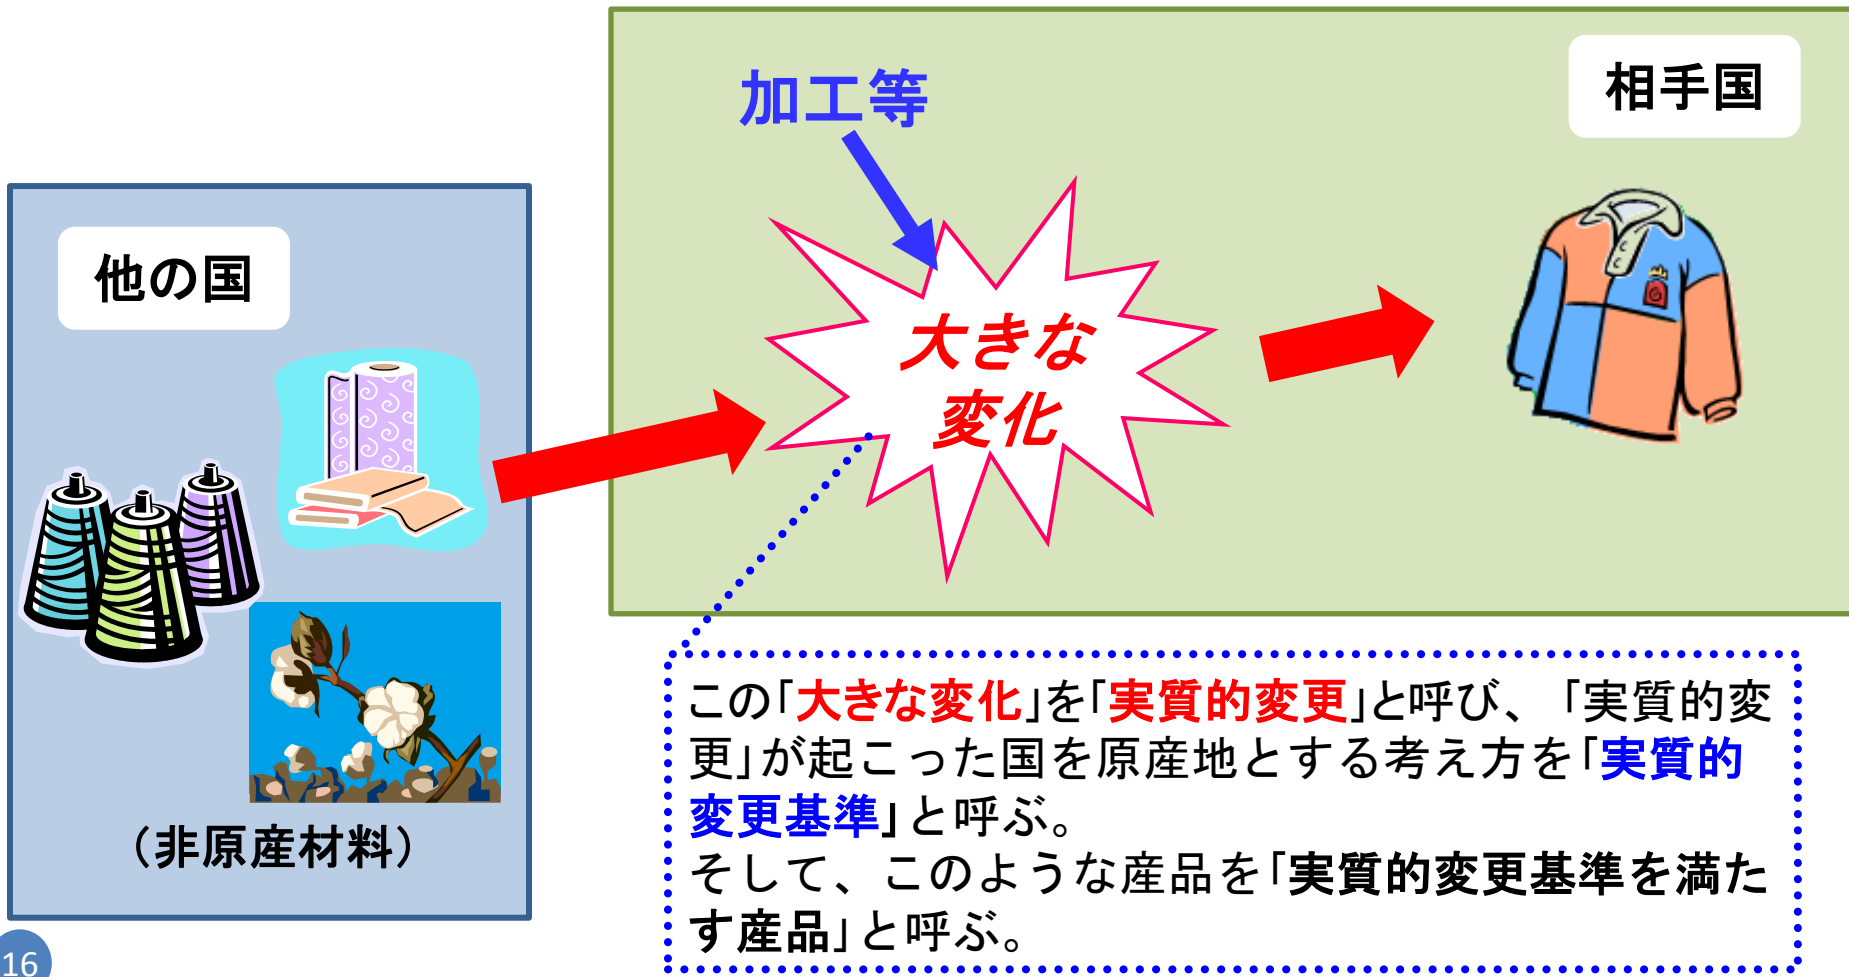 加工等
相手国
他の国
大きな
変化
(非原産材料)
この「大きな変化」を「実質的変更」と呼び、「実質的変
更」が起こった国を原産地とする考え方を「実質的
変更基準」と呼ぶ。
そして、このような産品を「実質的変更基準を満た
す産品」と呼ぶ。
16